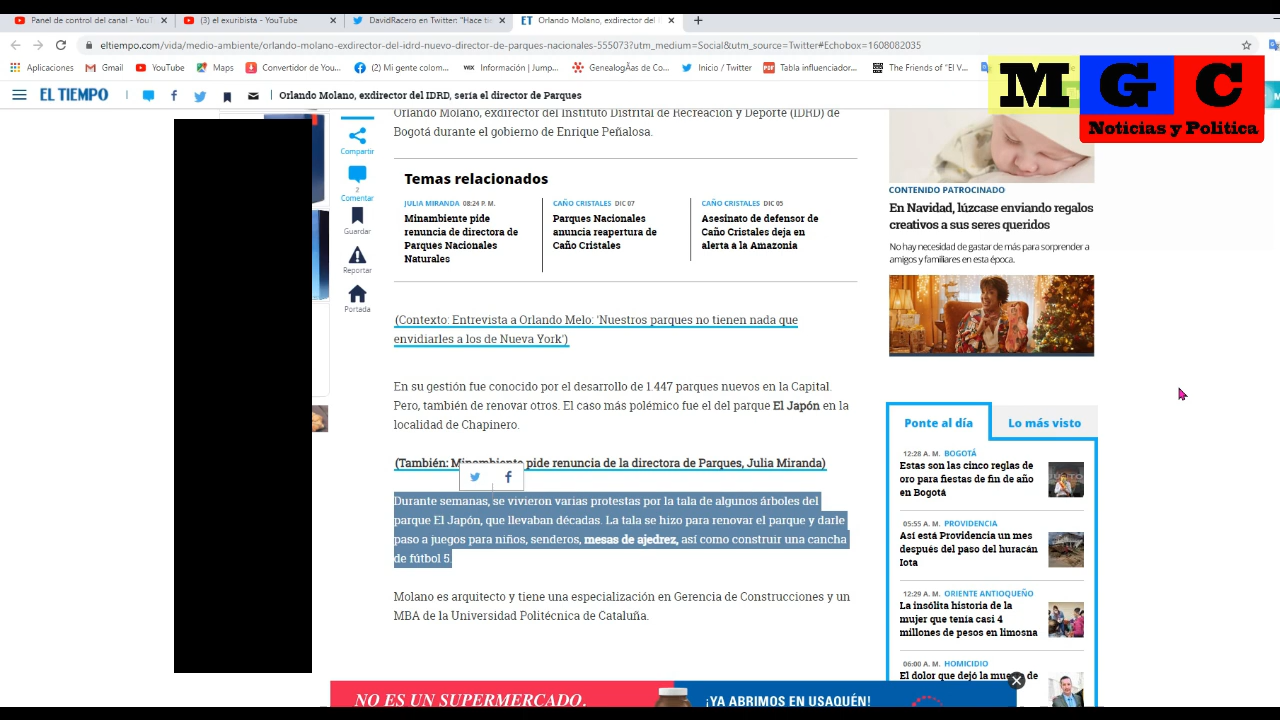 Panel de control del canal - YouT
(3) el exuribista - YouTube
DavidRacero en Twitter: "Hace tie
ET Orlando Molano, exdirector del I
eltiempo.com/vida/medio-ambiente/orlando-molano-exdirector-del-idrd-nuevo-director-de-parques-nacionales-555073?utm_medium=Social&utm_source=Twitter#Echobox=1608082035
Aplicaciones
Gmail
YouTube
Maps
Convertidor de You...
(2) Mi gente colom...
Información | Jump...
GenealogÃ­as de Co...
Inicio / Twitter
Tabla influenciador...
The Friends of "El V...
M G C
Noticias y Politica
EL TIEMPO
Orlando Molano, exdirector del IDRD, sería el director de Parques
Orlando Molano, exdirector del Instituto Distrital de Recreación y Deporte (IDRD) de
Bogotá durante el gobierno de Enrique Peñalosa.
Compartir
2
Comentar
Guardar
Reportar
Portada
Temas relacionados
JULIA MIRANDA 08:24 P. M.
Minambiente pide
renuncia de directora de
Parques Nacionales
Naturales
CAÑO CRISTALES DIC 07
Parques Nacionales
anuncia reapertura de
Caño Cristales
CAÑO CRISTALES DIC 05
Asesinato de defensor de
Caño Cristales deja en
alerta a la Amazonia
(Contexto: Entrevista a Orlando Melo: 'Nuestros parques no tienen nada que
envidiarles a los de Nueva York')
En su gestión fue conocido por el desarrollo de 1.447 parques nuevos en la Capital.
Pero, también de renovar otros. El caso más polémico fue el del parque El Japón en la
localidad de Chapinero.
(También: Minambiente pide renuncia de la directora de Parques, Julia Miranda)
Durante semanas, se vivieron varias protestas por la tala de algunos árboles del
parque El Japón, que llevaban décadas. La tala se hizo para renovar el parque y darle
paso a juegos para niños, senderos, mesas de ajedrez, así como construir una cancha
de fútbol 5
Molano es arquitecto y tiene una especialización en Gerencia de Construcciones y un
MBA de la Universidad Politécnica de Cataluña.
CONTENIDO PATROCINADO
En Navidad, lúzcase enviando regalos
creativos a sus seres queridos
No hay necesidad de gastar de más para sorprender a
amigos y familiares en esta época.
Ponte al día
Lo más visto
12:28 A. M. BOGOTÁ
Estas son las cinco reglas de
oro para fiestas de fin de año
en Bogotá
05:55 A. M. PROVIDENCIA
Así está Providencia un mes
después del paso del huracán
Iota
12:29 A. M. ORIENTE ANTIOQUEÑO
La insólita historia de la
mujer que tenía casi 4
millones de pesos en limosna
06:00 A. M. HOMICIDIO
El dolor que dejó la de
NO ES UN SUPERMERCADO.
¡YA ABRIMOS EN USAQUÉN!